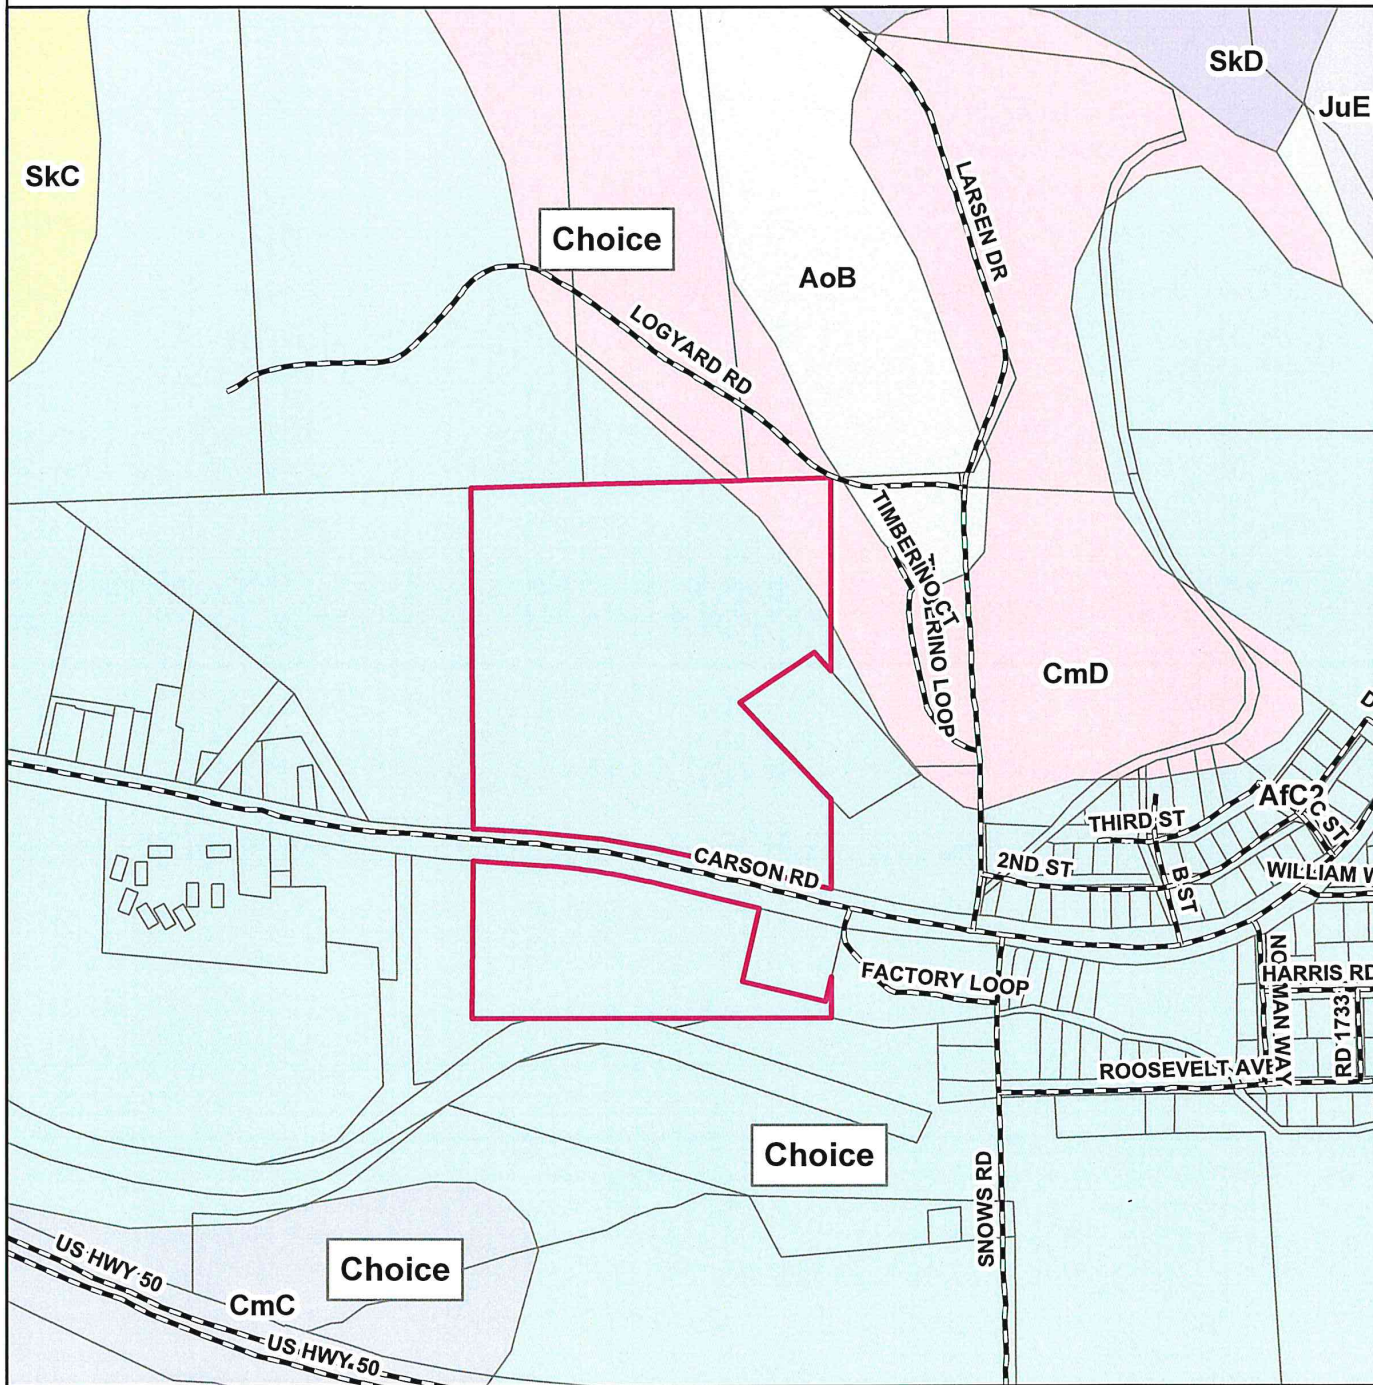 SkD
JuE
SkC
LARSEN DR
Choice
AoB
LOGYARD RD
TIMBERINO CT
LOOP
CmD
AfC2
THIRD ST
C ST
CARSON RD
2ND ST
B ST
WILLIAM W
FACTORY LOOP
HARRIS RD
WAY
RD 1733
ROOSEVELT AVE
Choice
SNOWS RD
US HWY 50
Choice
CmC
US HWY 50